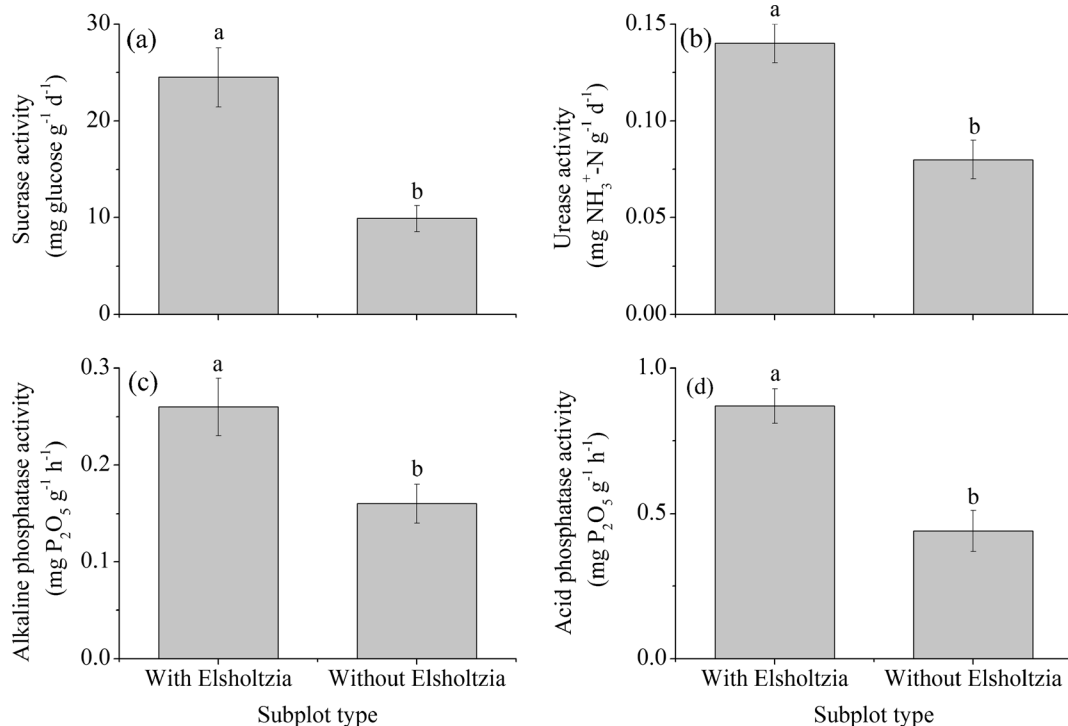 (a)
Sucrase activity
(mg glucose g⁻¹ d⁻¹)
30
20
10
0
a
b
(b)
Urease activity
(mg NH₃⁺-N g⁻¹ d⁻¹)
0.15
0.10
0.05
0.00
a
b
(c)
Alkaline phosphatase activity
(mg P₂O₅ g⁻¹ h⁻¹)
0.3
0.2
0.1
0.0
a
b
With Elsholtzia
Without Elsholtzia
Subplot type
(d)
Acid phosphatase activity
(mg P₂O₅ g⁻¹ h⁻¹)
1.0
0.5
0.0
a
b
With Elsholtzia
Without Elsholtzia
Subplot type